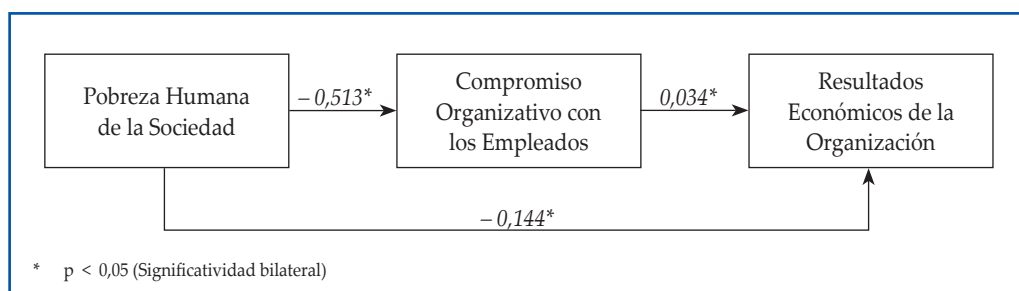 Pobreza Humana
de la Sociedad
– 0,513*
Compromiso
Organizativo con
los Empleados
0,034*
Resultados
Económicos de la
Organización
– 0,144*
* p < 0,05 (Significatividad bilateral)